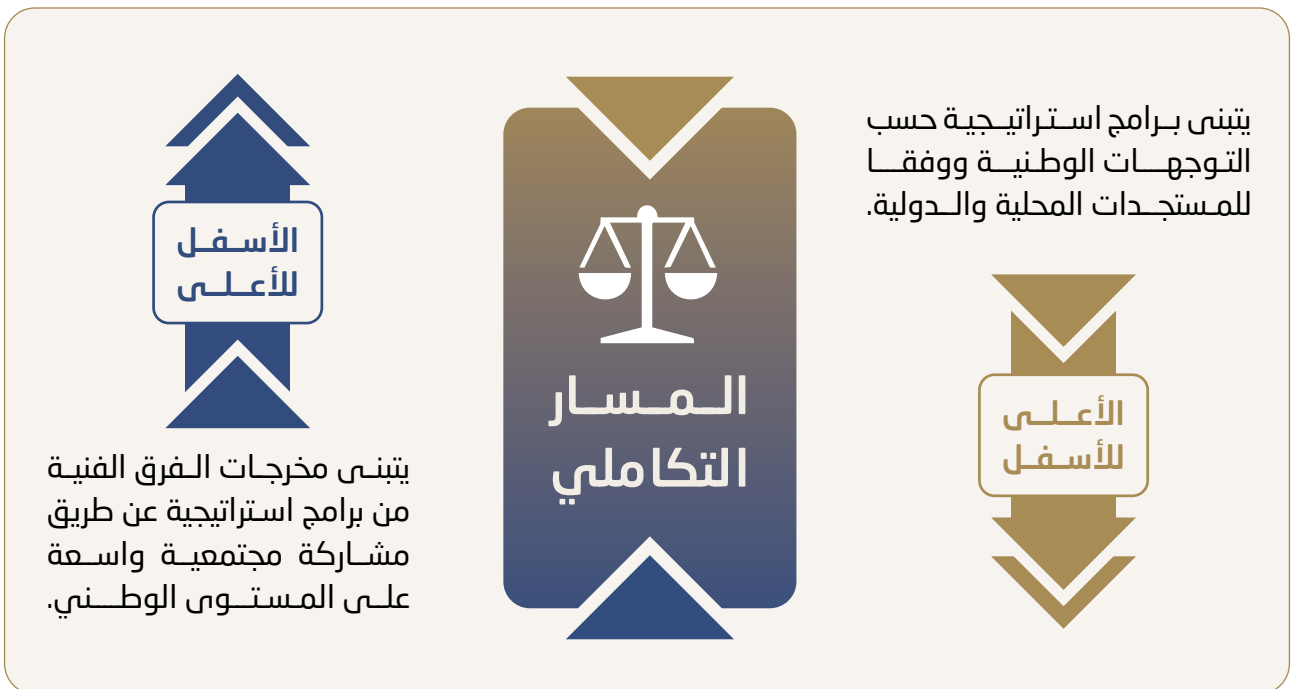 يتبنى برامج استراتيجية حسب
التوجهات الوطنية ووفقا
للمستجدات المحلية والدولية.
الأعلى
للأسفل
المسار
التكاملي
الأسفل
للأعلى
يتبنى مخرجات الفرق الفنية
من برامج استراتيجية عن طريق
مشاركة مجتمعية واسعة
على المستوى الوطني.